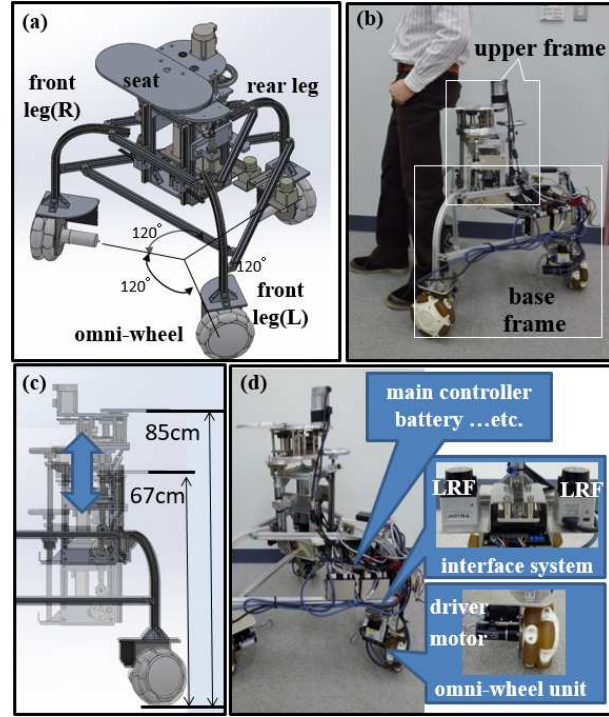 (a)
front
leg(R)
seat
rear leg
120°
120°
120°
front
leg(L)
omni-wheel
(b)
upper frame
base
frame
(c)
85cm
67cm
(d)
main controller
battery …etc.
LRF
LRF
interface system
driver
motor
omni-wheel unit